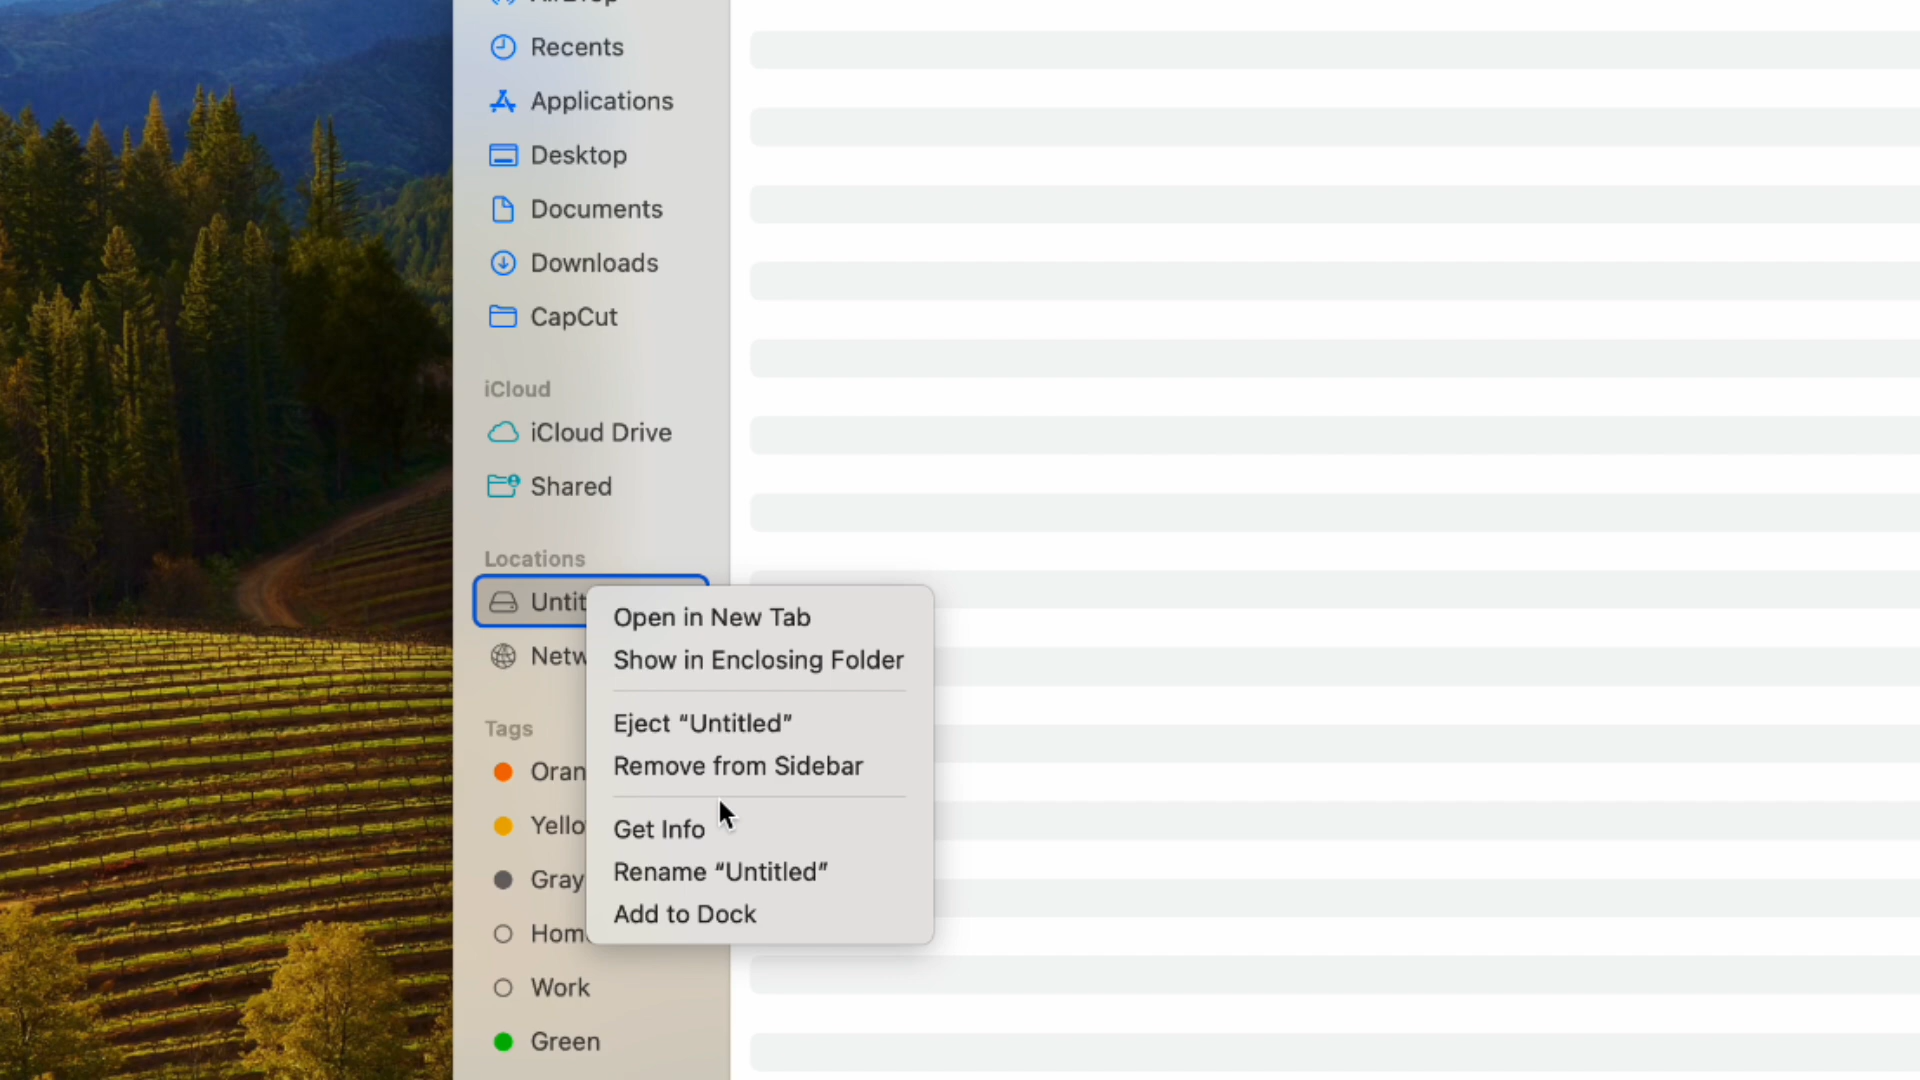 AirDrop
Recents
Applications
Desktop
Documents
Downloads
CapCut
iCloud
iCloud Drive
Shared
Locations
Untit
Netw
Tags
Oran
Yello
Gray
Hom
Work
Green
Open in New Tab
Show in Enclosing Folder
Eject “Untitled”
Remove from Sidebar
Get Info
Rename “Untitled”
Add to Dock